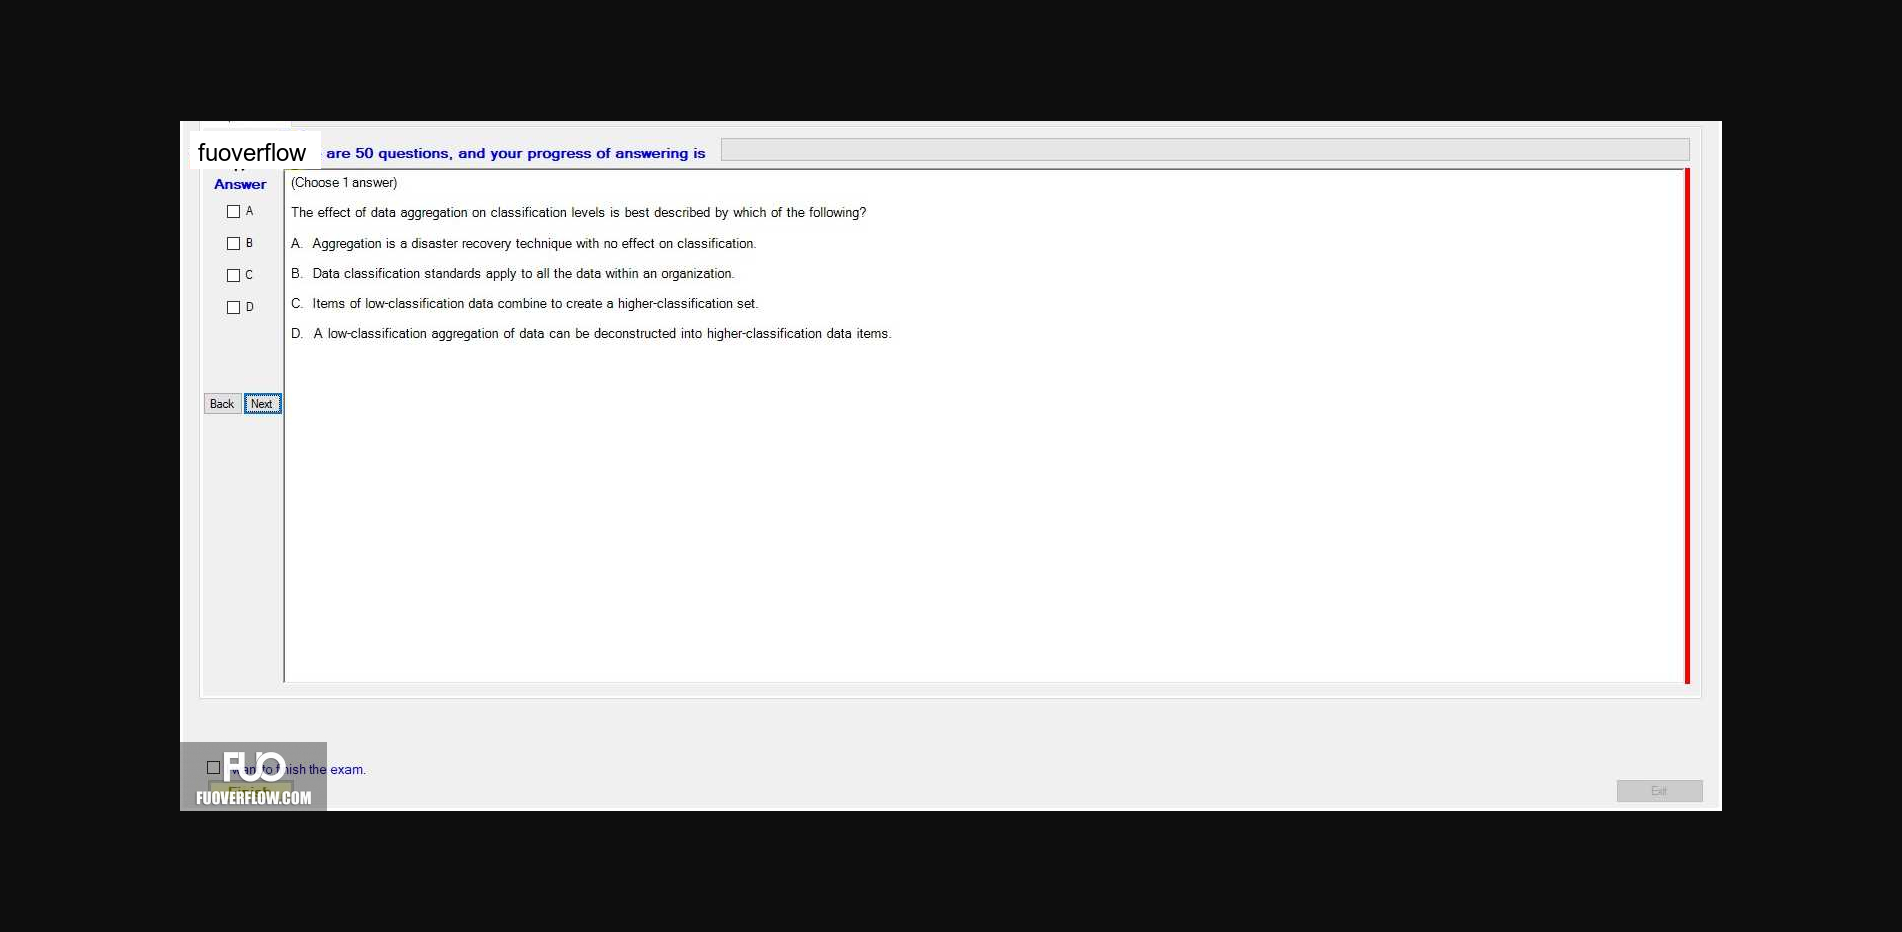 fuoverflow are 50 questions, and your progress of answering is
Answer
(Choose 1 answer)
A
The effect of data aggregation on classification levels is best described by which of the following?
B
A. Aggregation is a disaster recovery technique with no effect on classification.
C
B. Data classification standards apply to all the data within an organization.
D
C. Items of low-classification data combine to create a higher-classification set.
D. A low-classification aggregation of data can be deconstructed into higher-classification data items.
Back Next
FUO
want to finish the exam.
Finish
FUOVERFLOW.COM
Exit